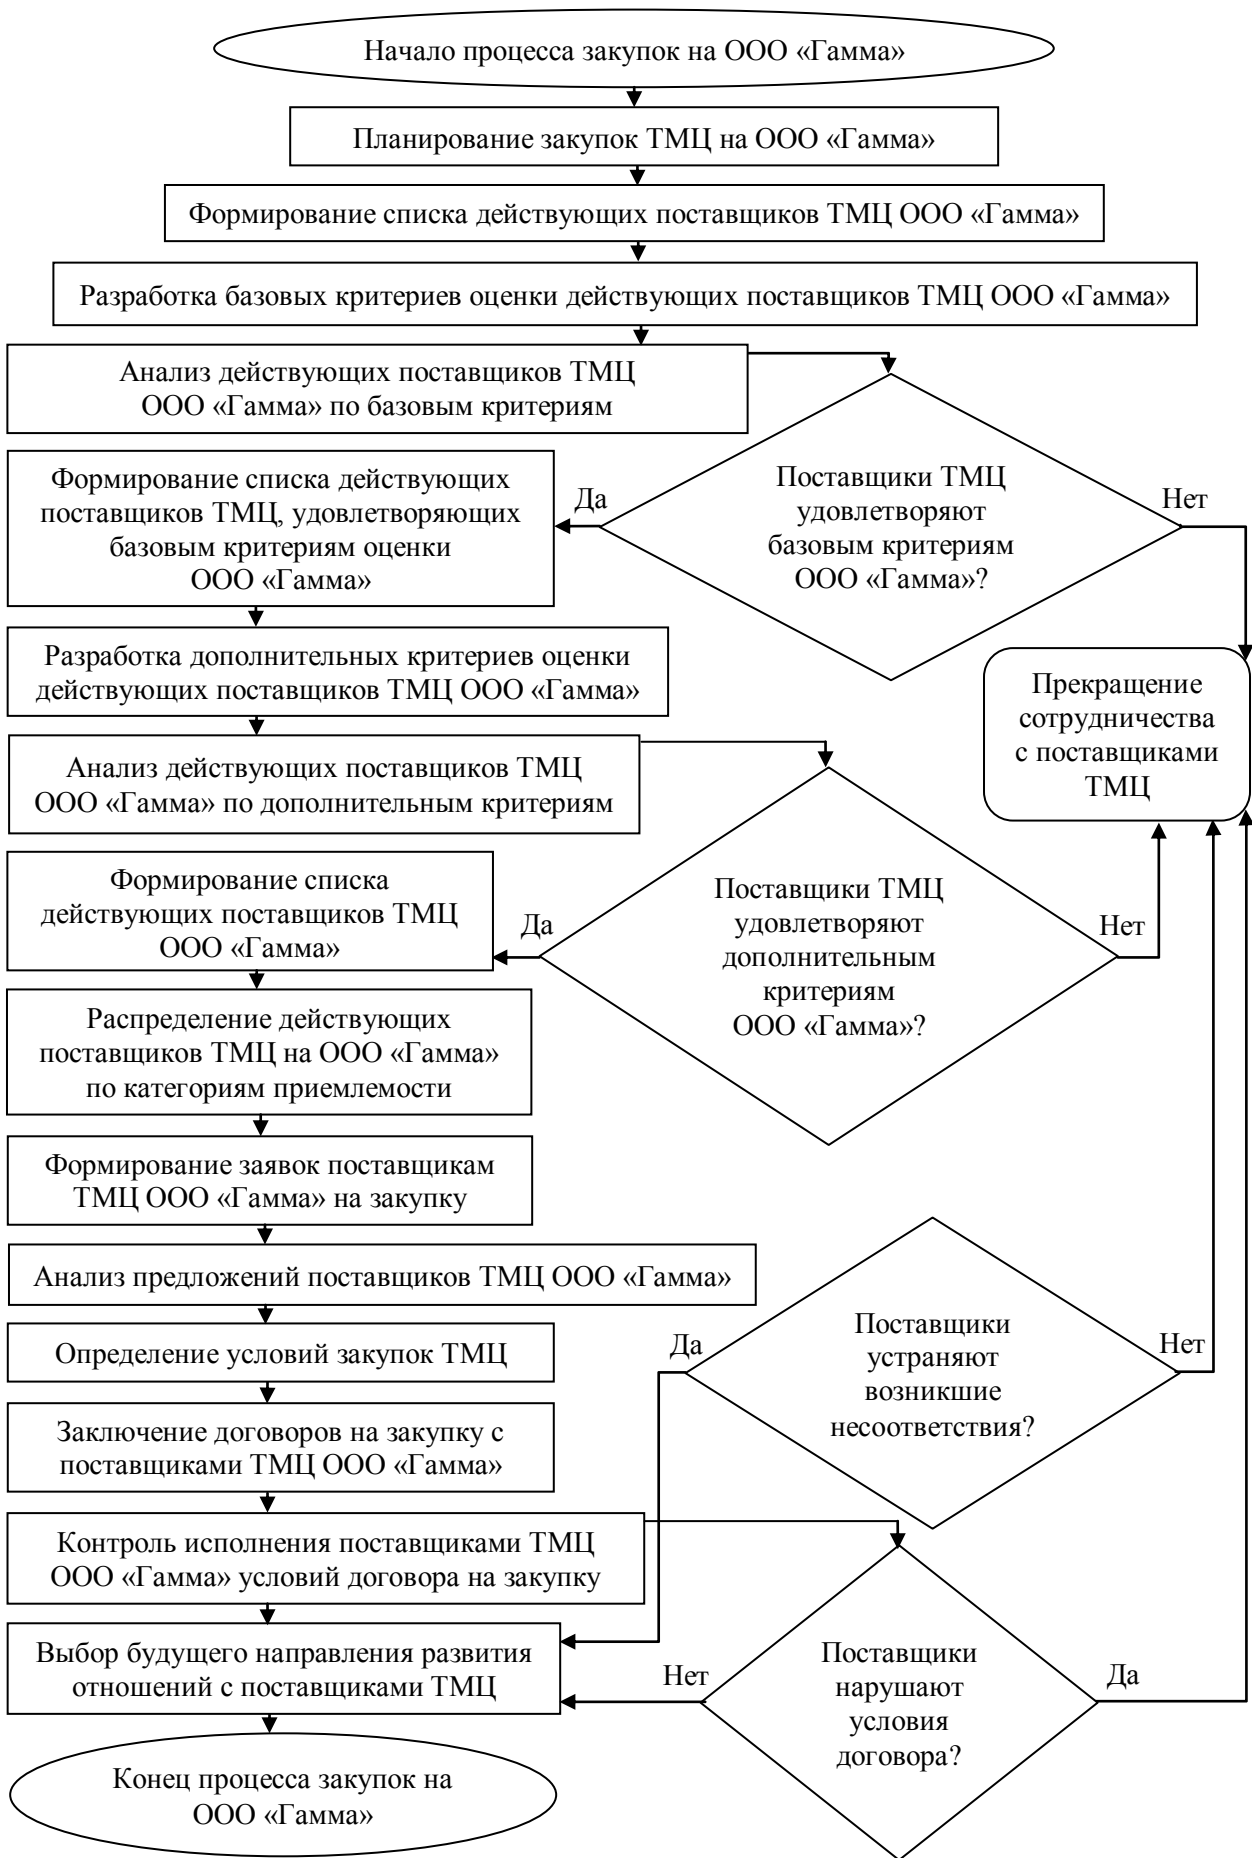 Начало процесса закупок на ООО «Гамма»
Планирование закупок ТМЦ на ООО «Гамма»
Формирование списка действующих поставщиков ТМЦ ООО «Гамма»
Разработка базовых критериев оценки действующих поставщиков ТМЦ ООО «Гамма»
Анализ действующих поставщиков ТМЦ
ООО «Гамма» по базовым критериям
Поставщики ТМЦ
удовлетворяют
базовым критериям
ООО «Гамма»?
Да
Нет
Формирование списка действующих
поставщиков ТМЦ, удовлетворяющих
базовым критериям оценки
ООО «Гамма»
Разработка дополнительных критериев оценки
действующих поставщиков ТМЦ ООО «Гамма»
Прекращение
сотрудничества
с поставщиками
ТМЦ
Анализ действующих поставщиков ТМЦ
ООО «Гамма» по дополнительным критериям
Поставщики ТМЦ
удовлетворяют
дополнительным
критериям
ООО «Гамма»?
Да
Нет
Формирование списка
действующих поставщиков ТМЦ
ООО «Гамма»
Распределение действующих
поставщиков ТМЦ на ООО «Гамма»
по категориям приемлемости
Формирование заявок поставщикам
ТМЦ ООО «Гамма» на закупку
Анализ предложений поставщиков ТМЦ ООО «Гамма»
Определение условий закупок ТМЦ
Поставщики
устраняют
возникшие
несоответствия?
Да
Нет
Заключение договоров на закупку с
поставщиками ТМЦ ООО «Гамма»
Контроль исполнения поставщиками ТМЦ
ООО «Гамма» условий договора на закупку
Выбор будущего направления развития
отношений с поставщиками ТМЦ
Поставщики
нарушают
условия
договора?
Нет
Да
Конец процесса закупок на
ООО «Гамма»